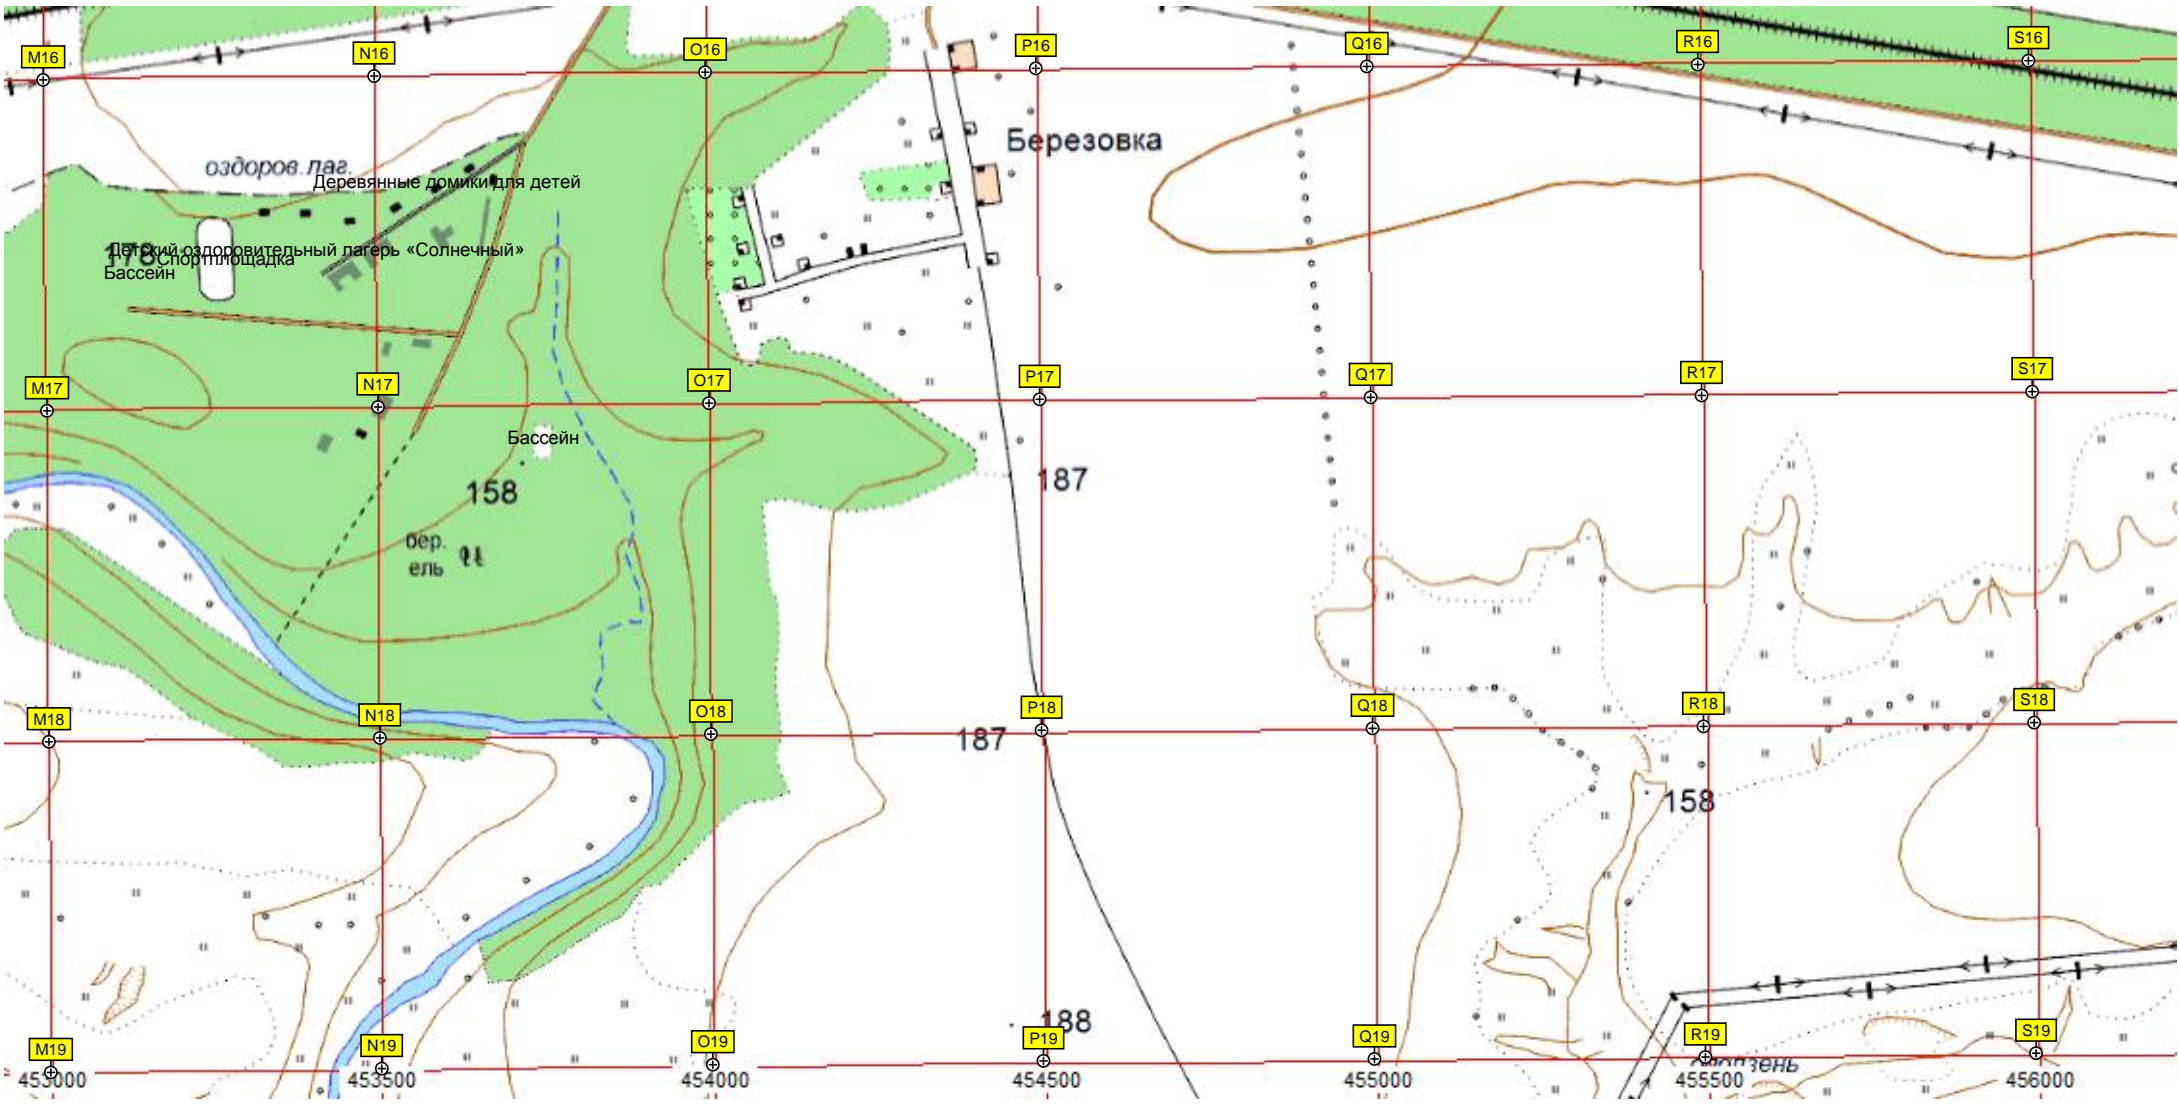 M16
N16
O16
P16
Q16
R16
S16
Березовка
оздоров. лаг.
Деревянные домики для детей
178
Детский оздоровительный лагерь «Солнечный»
Спортплощадка
Бассейн
M17
N17
O17
P17
Q17
R17
S17
Бассейн
187
158
бер.
ель
M18
N18
O18
P18
Q18
R18
S18
187
158
188
M19
N19
O19
P19
Q19
R19
S19
оползень
453000
453500
454000
454500
455000
455500
456000